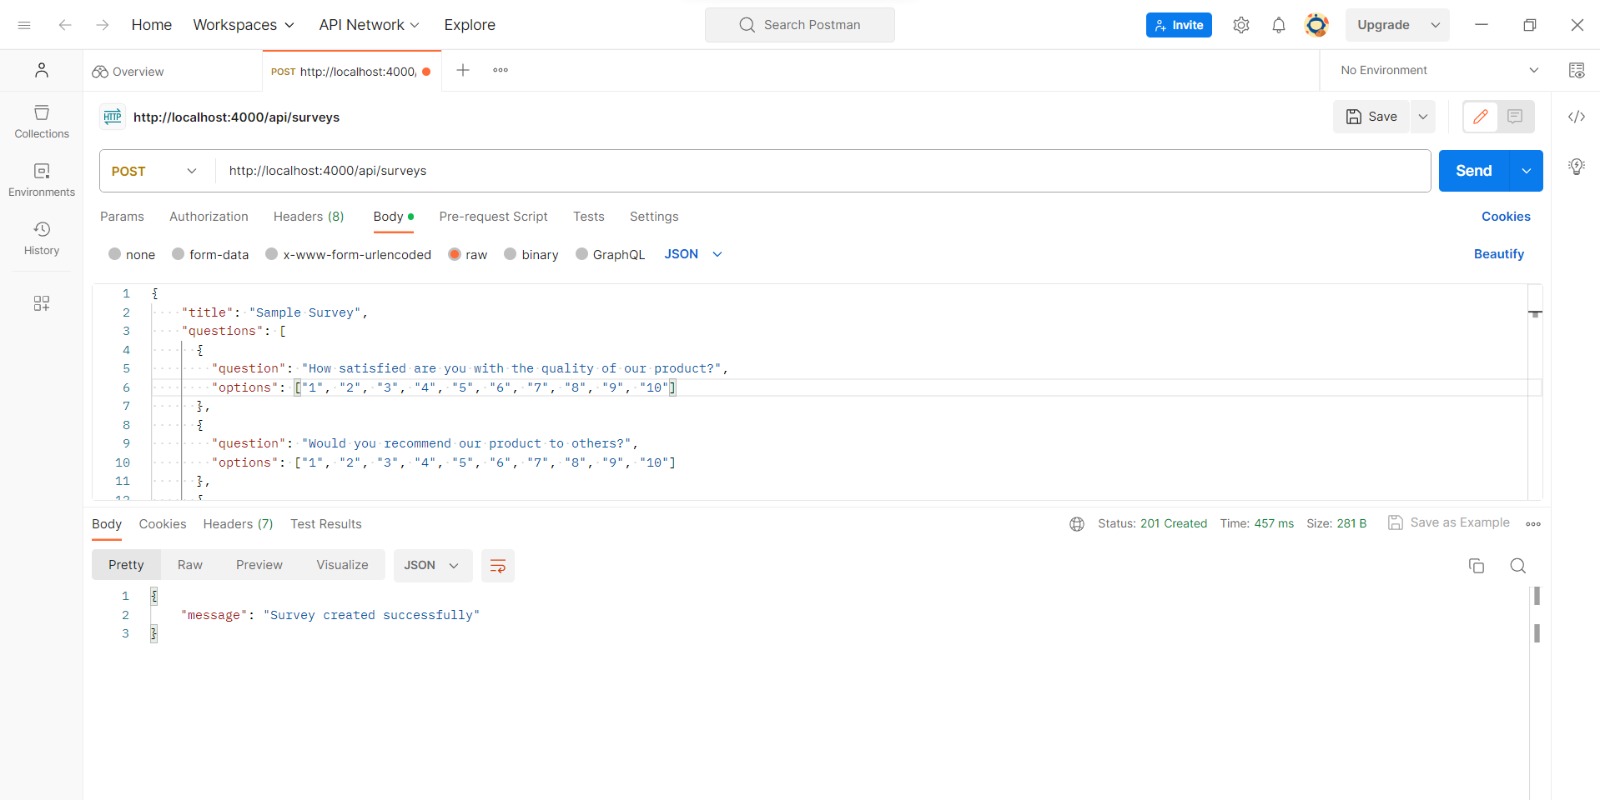 Home Workspaces API Network Explore Search Postman Invite Upgrade
Overview POST http://localhost:4000, No Environment
Collections
Environments
History
HTTP http://localhost:4000/api/surveys Save
POST http://localhost:4000/api/surveys Send
Params Authorization Headers (8) Body Pre-request Script Tests Settings Cookies
none form-data x-www-form-urlencoded raw binary GraphQL JSON Beautify
1 {
2 "title": "Sample Survey",
3 "questions": [
4 {
5 "question": "How satisfied are you with the quality of our product?",
6 "options": ["1", "2", "3", "4", "5", "6", "7", "8", "9", "10"]
7 },
8 {
9 "question": "Would you recommend our product to others?",
10 "options": ["1", "2", "3", "4", "5", "6", "7", "8", "9", "10"]
11 },
12 {
Body Cookies Headers (7) Test Results Status: 201 Created Time: 457 ms Size: 281 B Save as Example
Pretty Raw Preview Visualize JSON
1 {
2 "message": "Survey created successfully"
3 }